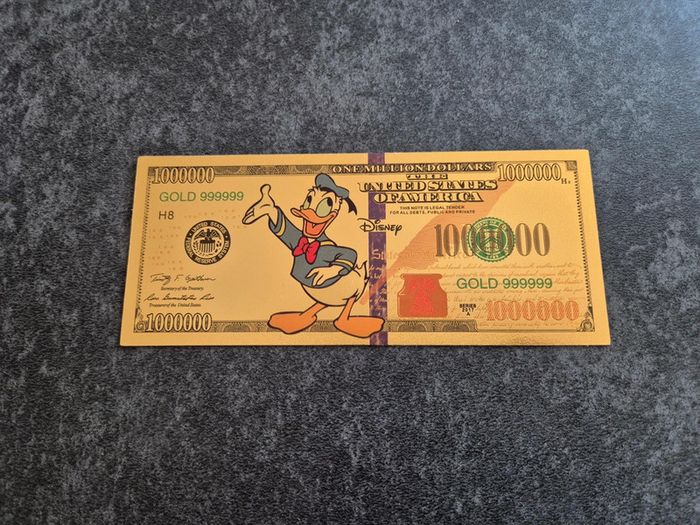 1000000
ONE MILLION DOLLARS
1000000
THE
UNITED STATES
OF AMERICA
H8
THIS NOTE IS LEGAL TENDER
FOR ALL DEBTS, PUBLIC AND PRIVATE
GOLD 999999
H8
Disney
1000000
GOLD 999999
Secretary of the Treasury.
Treasurer of the United States.
SERIES
2017
A
1000000
1000000